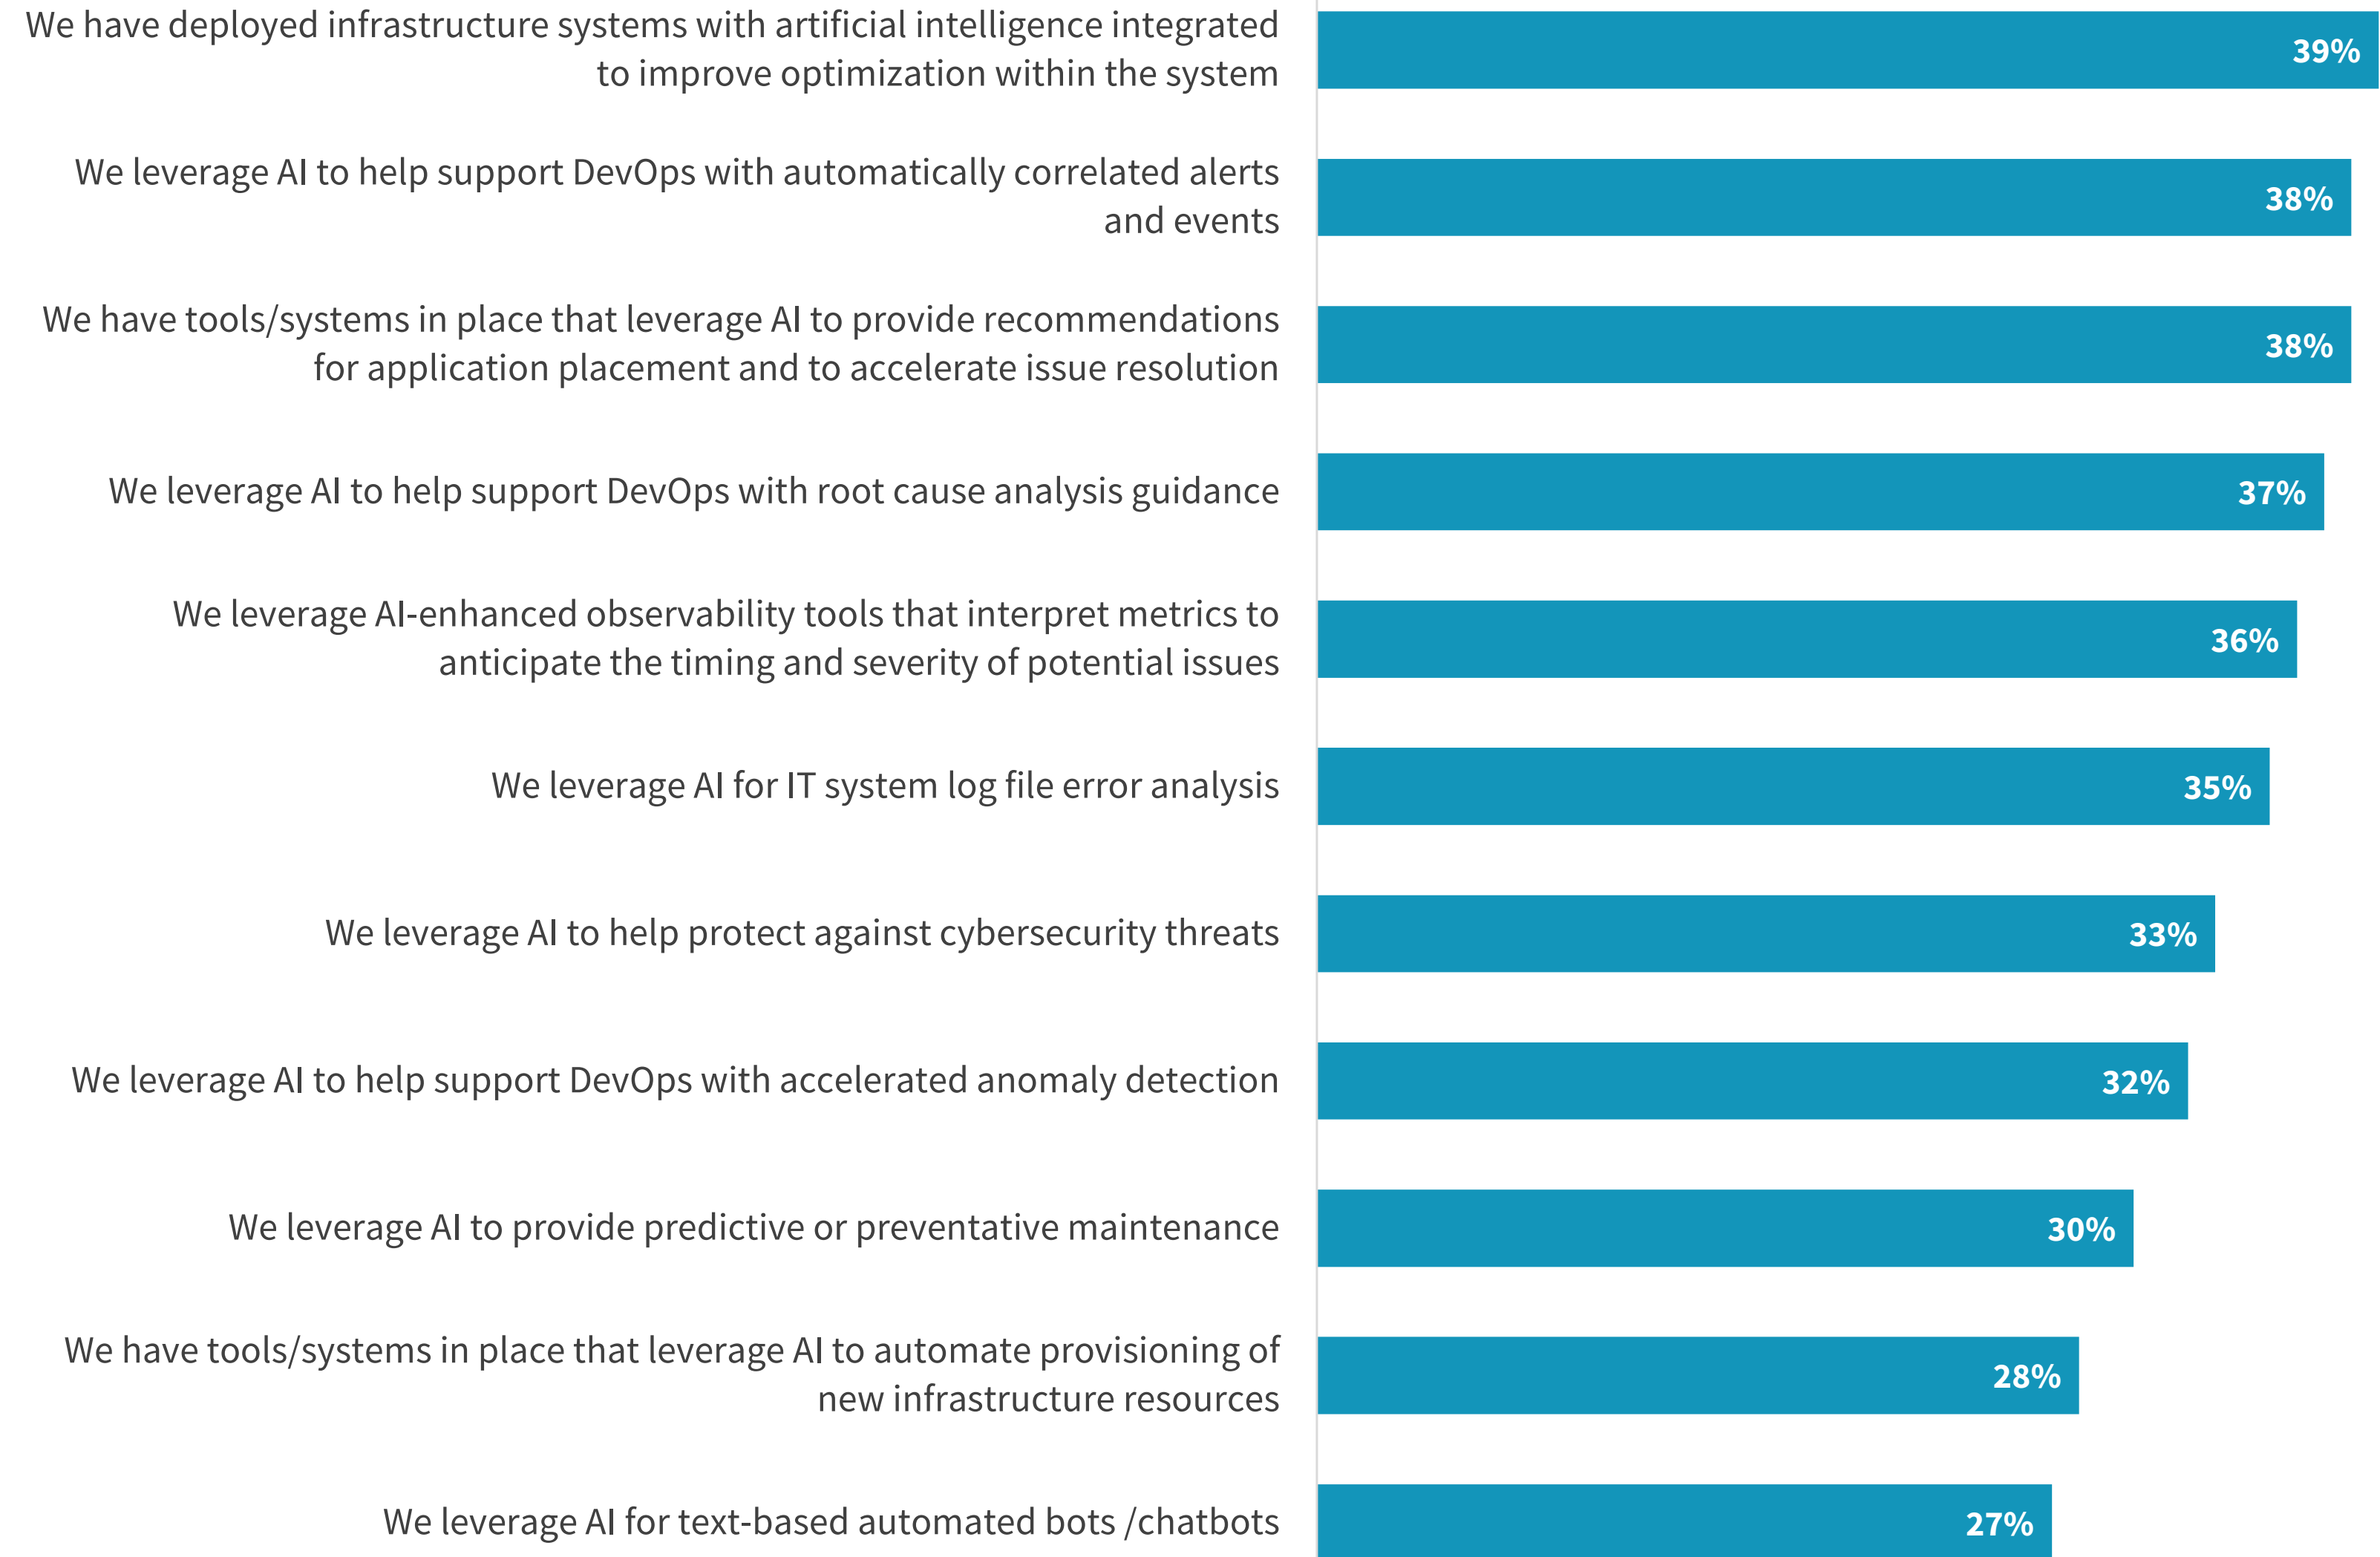 We have deployed infrastructure systems with artificial intelligence integrated
to improve optimization within the system
39%
We leverage AI to help support DevOps with automatically correlated alerts
and events
38%
We have tools/systems in place that leverage AI to provide recommendations
for application placement and to accelerate issue resolution
38%
We leverage AI to help support DevOps with root cause analysis guidance
37%
We leverage AI-enhanced observability tools that interpret metrics to
anticipate the timing and severity of potential issues
36%
We leverage AI for IT system log file error analysis
35%
We leverage AI to help protect against cybersecurity threats
33%
We leverage AI to help support DevOps with accelerated anomaly detection
32%
We leverage AI to provide predictive or preventative maintenance
30%
We have tools/systems in place that leverage AI to automate provisioning of
new infrastructure resources
28%
We leverage AI for text-based automated bots /chatbots
27%